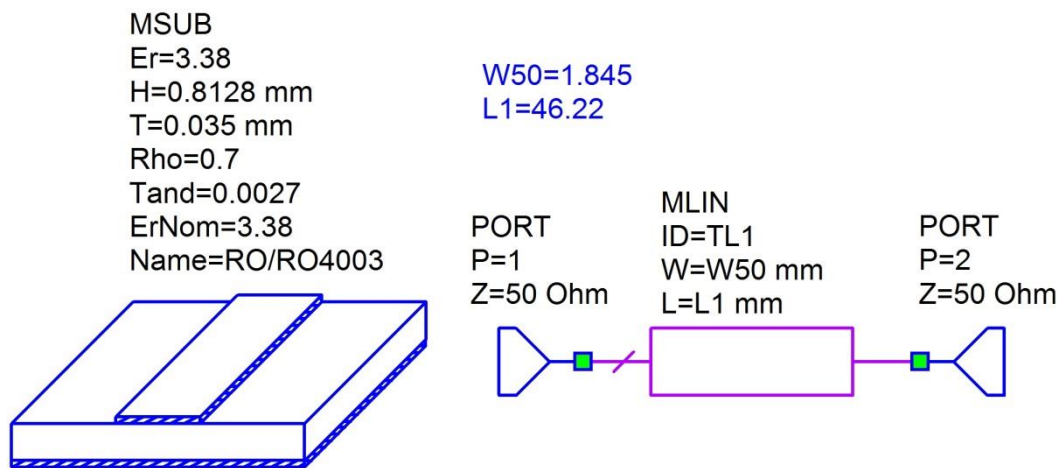 MSUB
Er=3.38
H=0.8128 mm
T=0.035 mm
Rho=0.7
Tand=0.0027
ErNom=3.38
Name=RO/RO4003
W50=1.845
L1=46.22
PORT
P=1
Z=50 Ohm
MLIN
ID=TL1
W=W50 mm
L=L1 mm
PORT
P=2
Z=50 Ohm